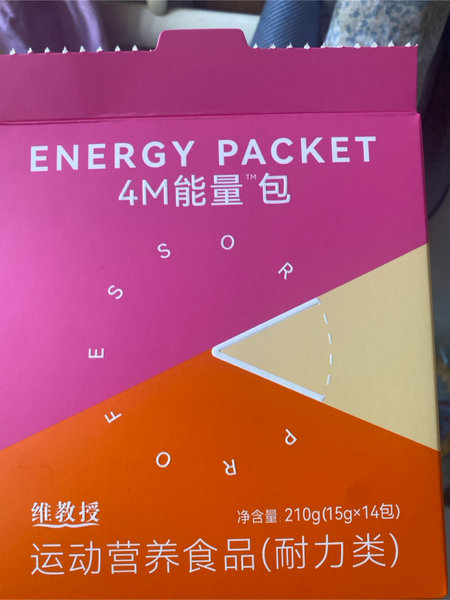 ENERGY PACKET
4M能量™包
PROFESSOR
维教授
净含量: 210g(15g×14包)
运动营养食品(耐力类)